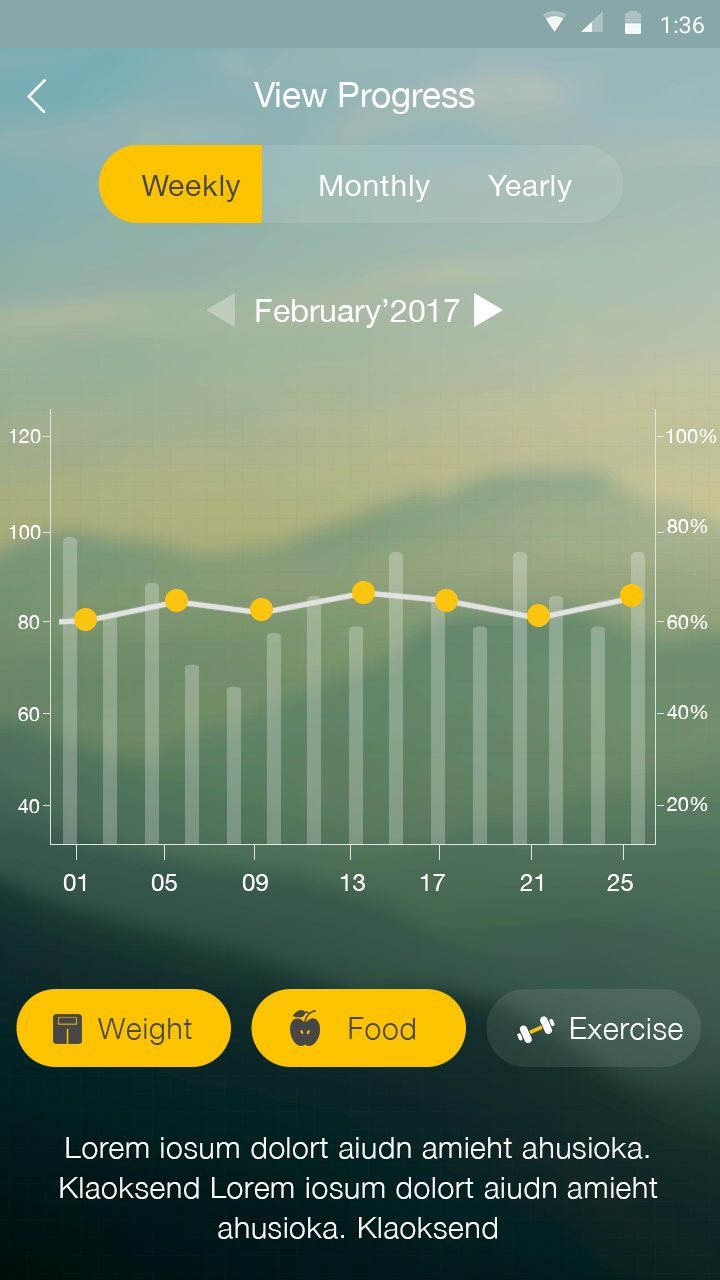 1:36
View Progress
Weekly Monthly Yearly
February’2017
120 100%
100 80%
80 60%
60 40%
40 20%
01 05 09 13 17 21 25
Weight Food Exercise
Lorem iosum dolort aiudn amieht ahusioka.
Klaoksend Lorem iosum dolort aiudn amieht
ahusioka. Klaoksend